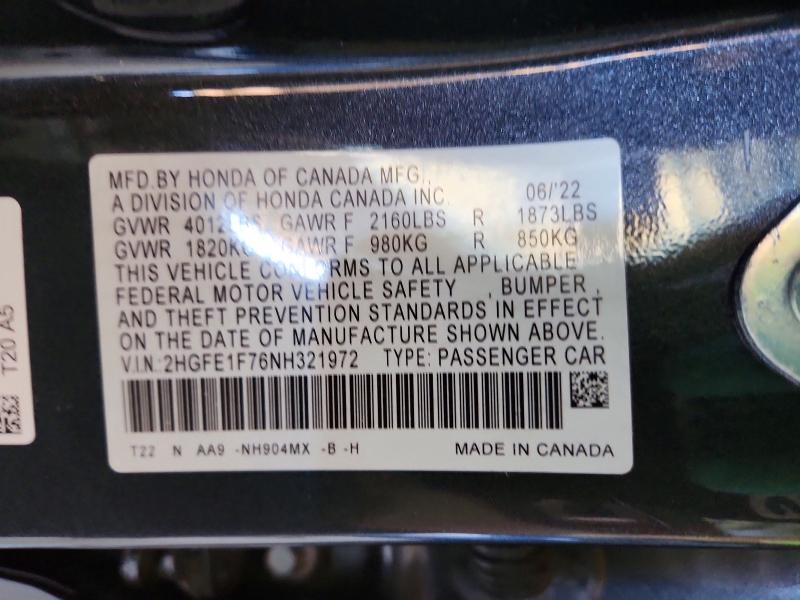 MFD.BY HONDA OF CANADA MFG.,
A DIVISION OF HONDA CANADA INC. 06/'22
GVWR GAWR F 2160LBS R 1873LBS
GVWR GAWR F 980KG R 850KG
THIS VEHICLE CONFORMS TO ALL APPLICABLE
FEDERAL MOTOR VEHICLE SAFETY , BUMPER ,
AND THEFT PREVENTION STANDARDS IN EFFECT
ON THE DATE OF MANUFACTURE SHOWN ABOVE.
V.I.N.:2HGFE1F76NH321972 TYPE: PASSENGER CAR
T22 N AA9 -NH904MX -B -H MADE IN CANADA
T20 A5